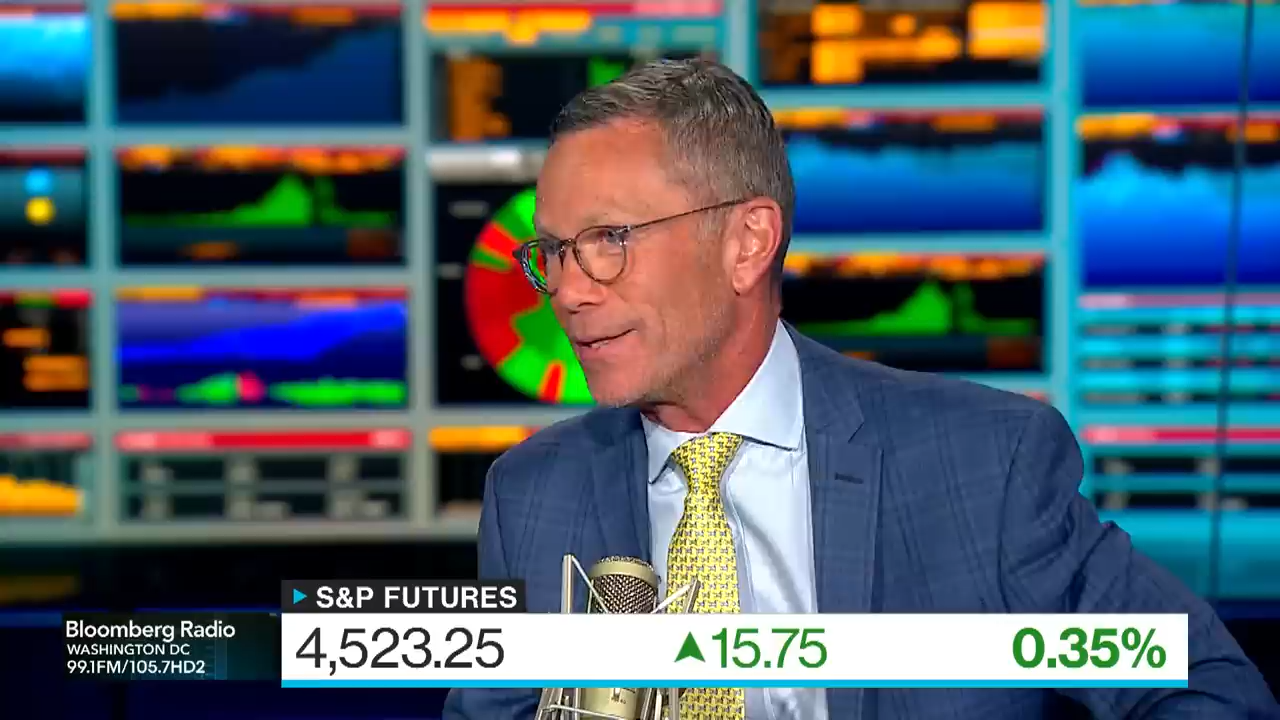 S&P FUTURES
Bloomberg Radio
WASHINGTON DC
99.1FM/105.7HD2
4,523.25
15.75
0.35%